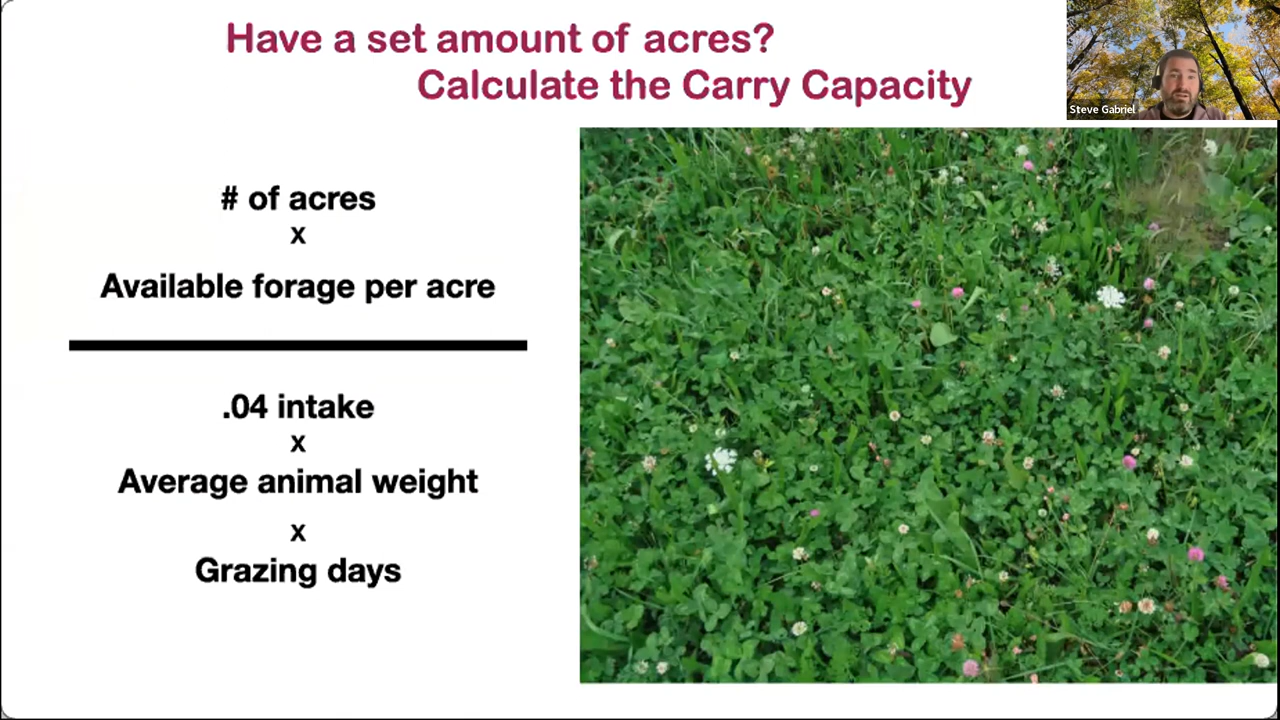 Have a set amount of acres?
Calculate the Carry Capacity
Steve Gabriel
# of acres
x
Available forage per acre
.04 intake
x
Average animal weight
x
Grazing days